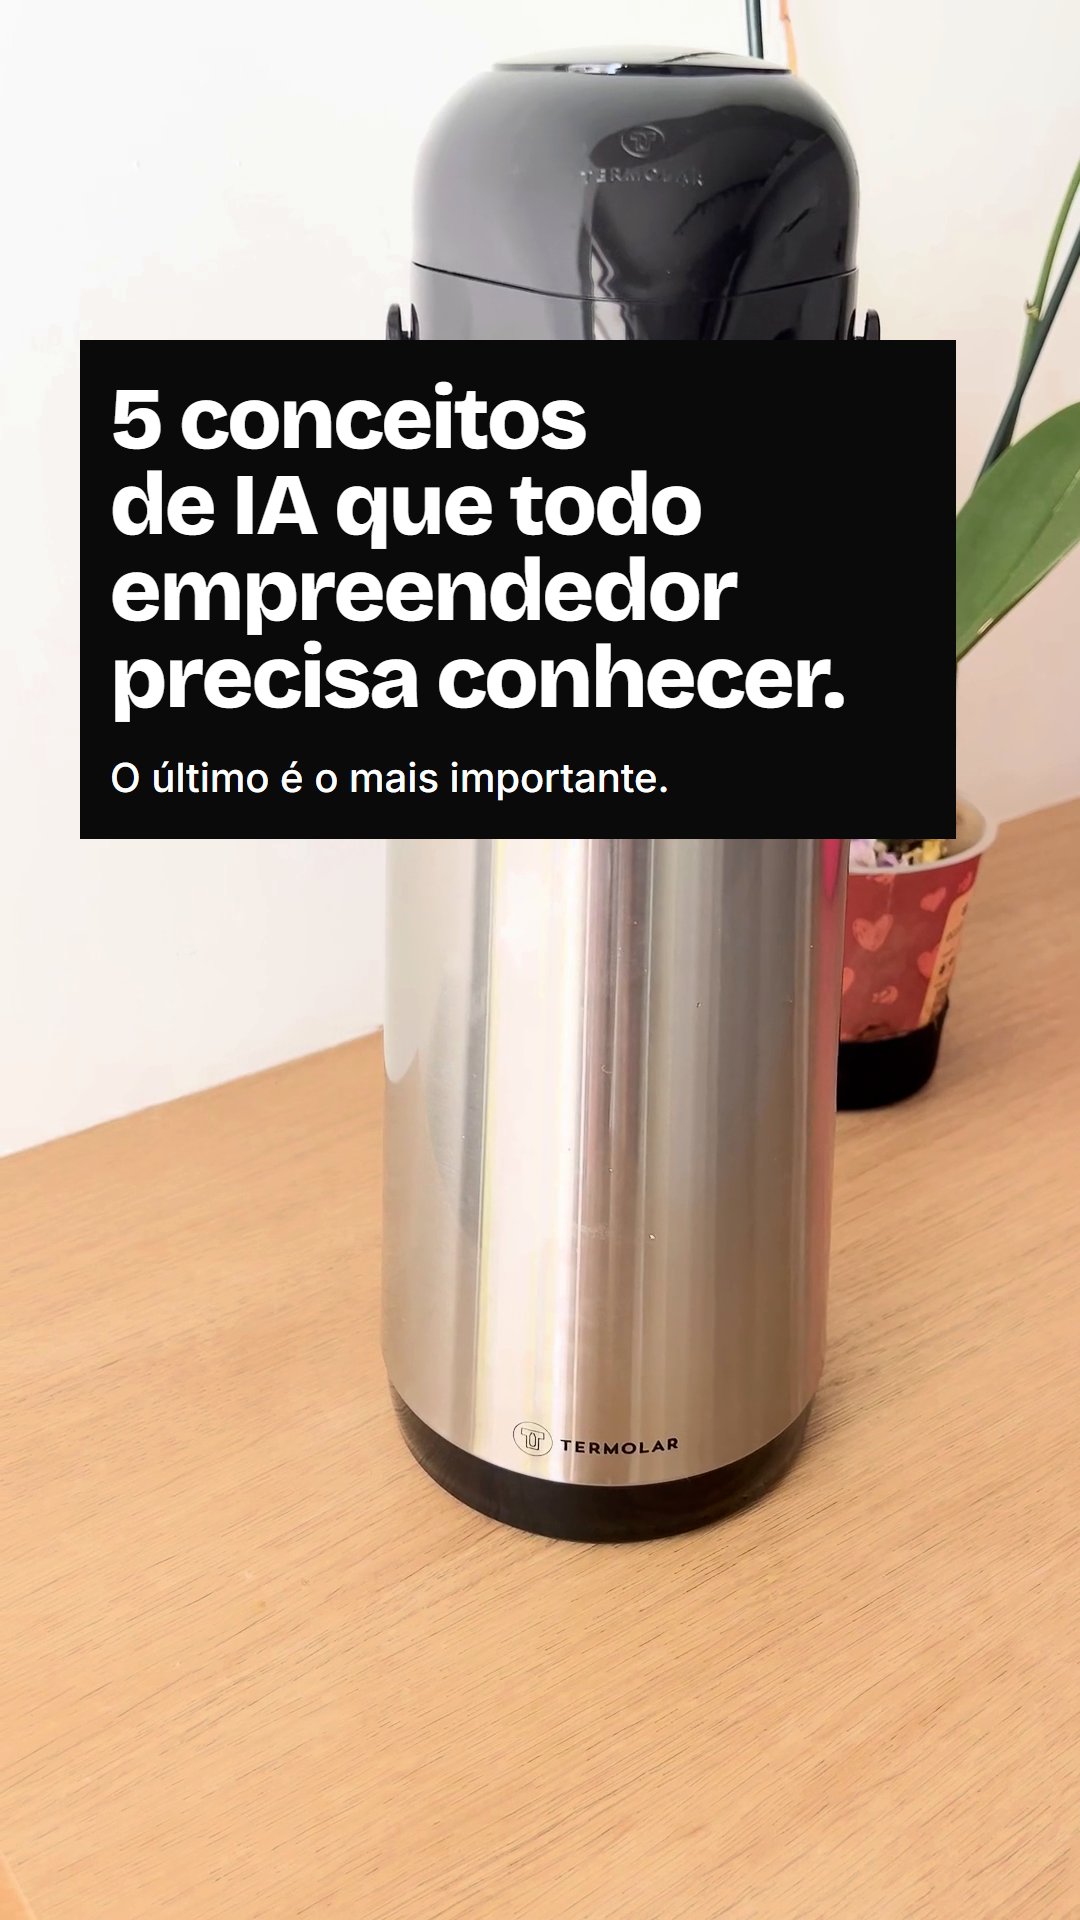 TERMOLAR
5 conceitos
de IA que todo
empreendedor
precisa conhecer.
O último é o mais importante.
TERMOLAR